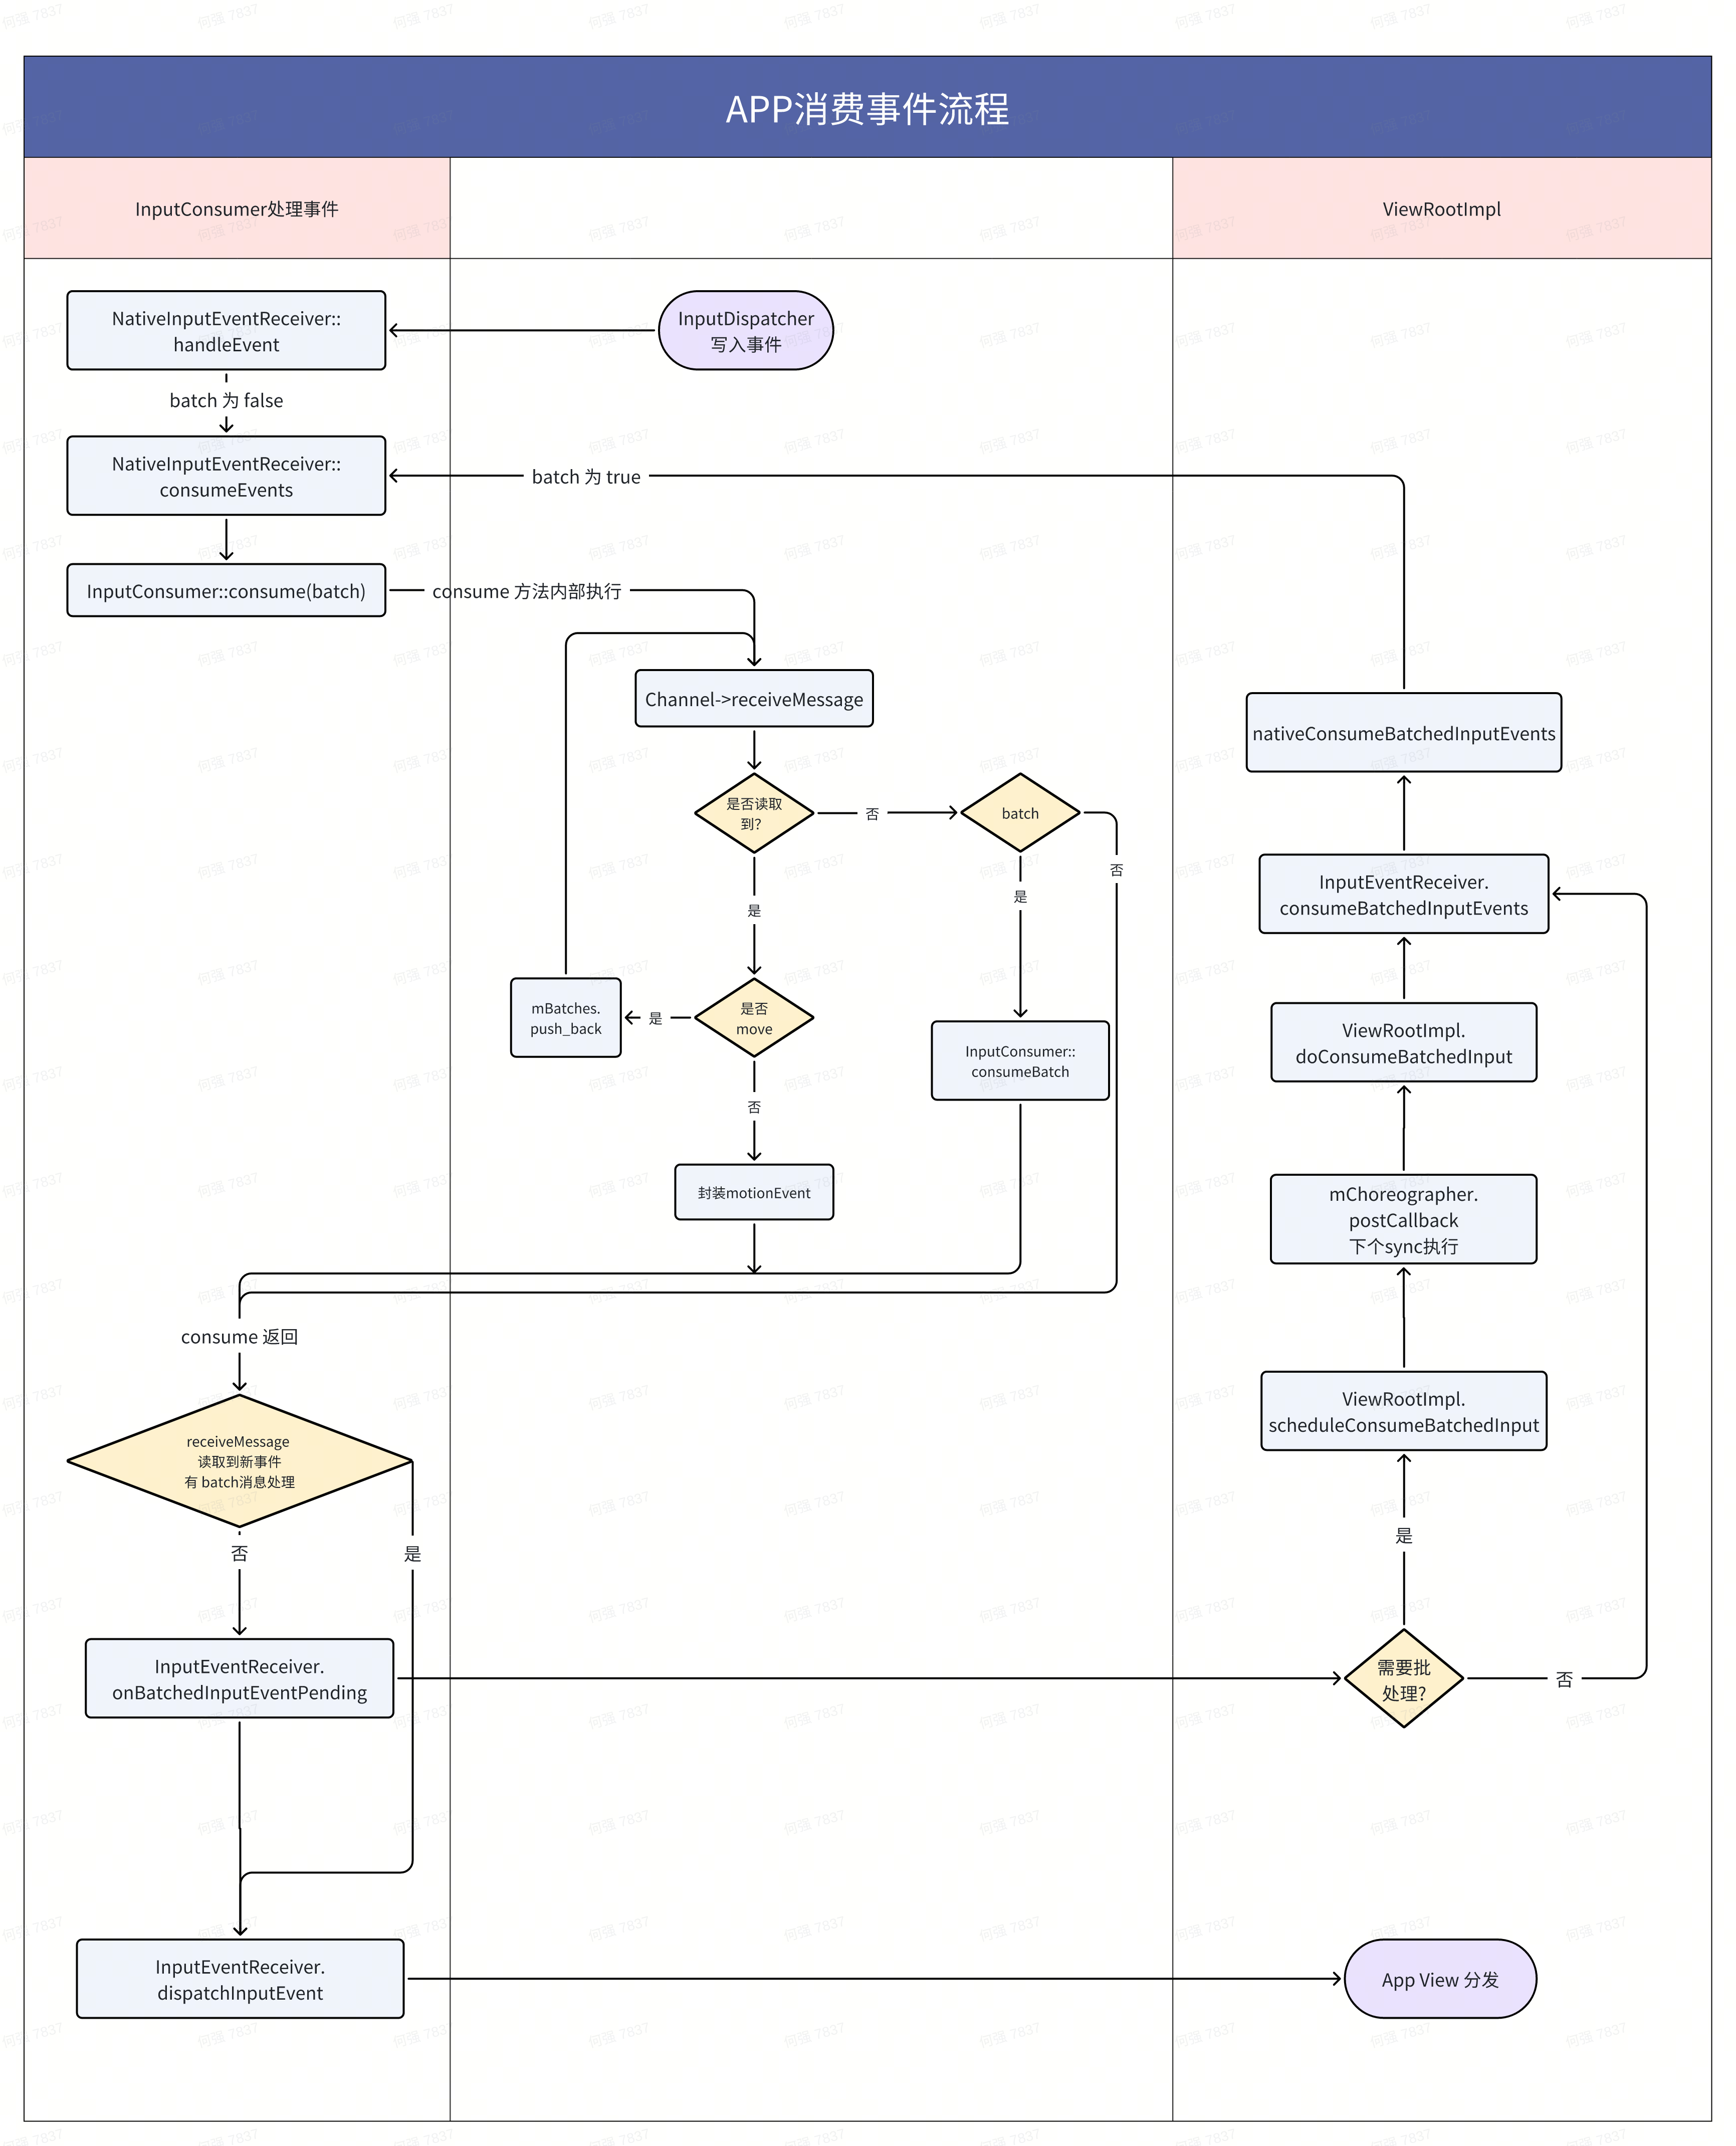 APP消费事件流程
InputConsumer处理事件
ViewRootImpl
NativeInputEventReceiver::
handleEvent
InputDispatcher
写入事件
batch 为 false
NativeInputEventReceiver::
consumeEvents
batch 为 true
InputConsumer::consume(batch)
consume 方法内部执行
Channel->receiveMessage
nativeConsumeBatchedInputEvents
是否读取
到?
否
batch
否
是
是
InputEventReceiver.
consumeBatchedInputEvents
mBatches.
push_back
是
是否
move
InputConsumer::
consumeBatch
ViewRootImpl.
doConsumeBatchedInput
否
封装motionEvent
mChoreographer.
postCallback
下个sync执行
consume 返回
ViewRootImpl.
scheduleConsumeBatchedInput
receiveMessage
读取到新事件
有 batch消息处理
否
是
是
InputEventReceiver.
onBatchedInputEventPending
需要批
处理?
否
InputEventReceiver.
dispatchInputEvent
App View 分发
何强 7837